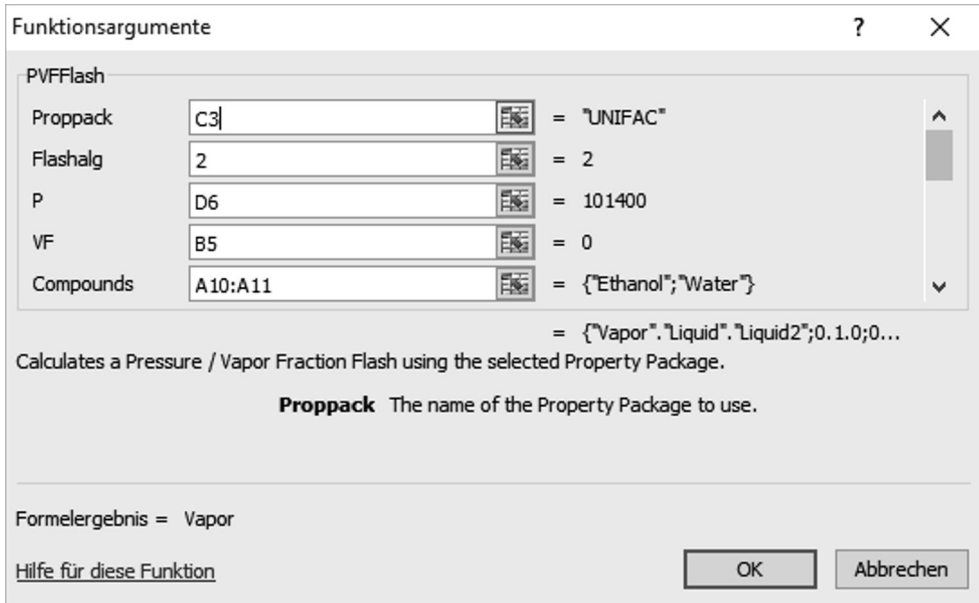 Funktionsargumente ? ×
PVFFlash
Proppack C3 = "UNIFAC"
Flashalg 2 = 2
P D6 = 101400
VF B5 = 0
Compounds A10:A11 = {"Ethanol";"Water"}
= {"Vapor"."Liquid"."Liquid2";0.1.0;0...
Calculates a Pressure / Vapor Fraction Flash using the selected Property Package.
Proppack The name of the Property Package to use.
Formelergebnis = Vapor
Hilfe für diese Funktion OK Abbrechen